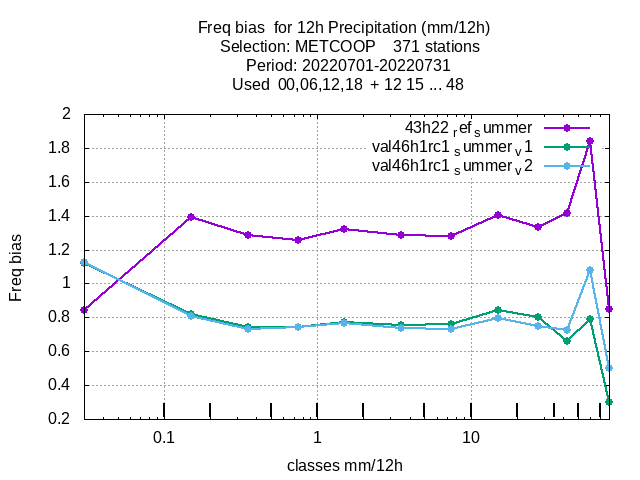 Freq bias  for 12h Precipitation (mm/12h)
Selection: METCOOP    371 stations
Period: 20220701-20220731
Used  00,06,12,18  + 12 15 ... 48
43h22 ref summer
val46h1rc1 summer v1
val46h1rc1 summer v2
2
1.8
1.6
1.4
1.2
1
0.8
0.6
0.4
0.2
Freq bias
0.1 1 10
classes mm/12h